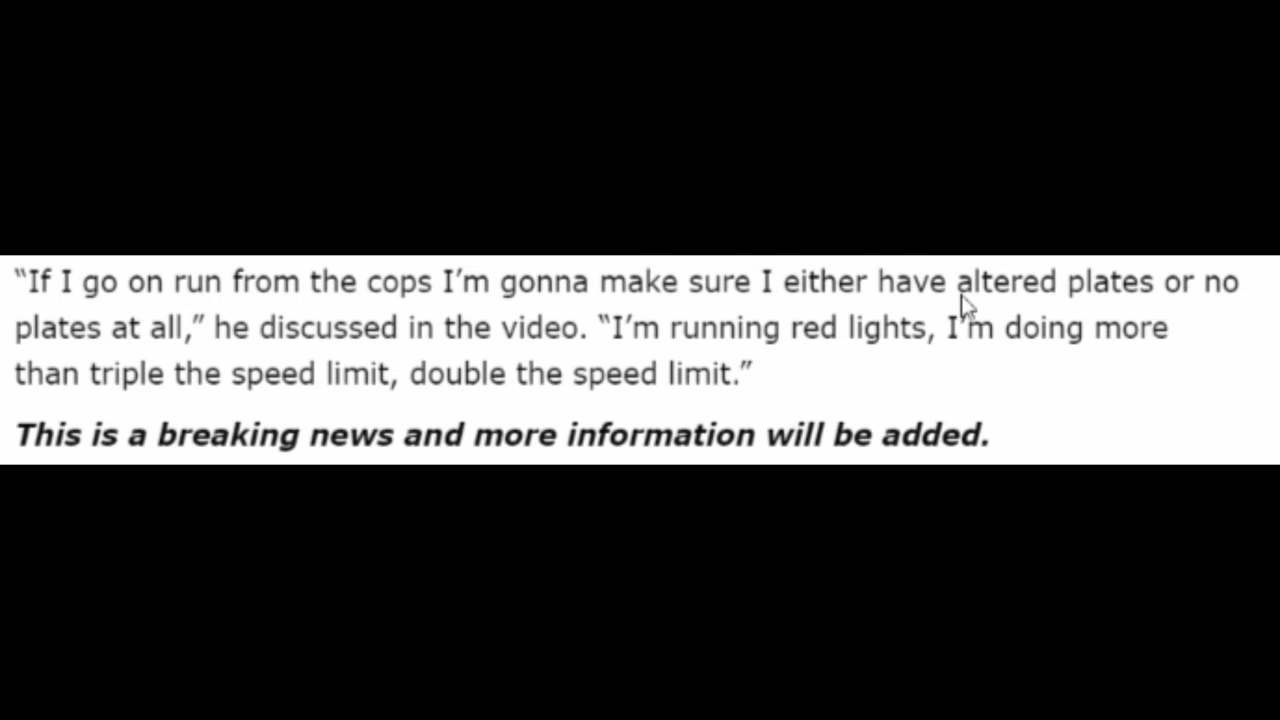 “If I go on run from the cops I’m gonna make sure I either have altered plates or no
plates at all,” he discussed in the video. “I’m running red lights, I’m doing more
than triple the speed limit, double the speed limit.”
This is a breaking news and more information will be added.